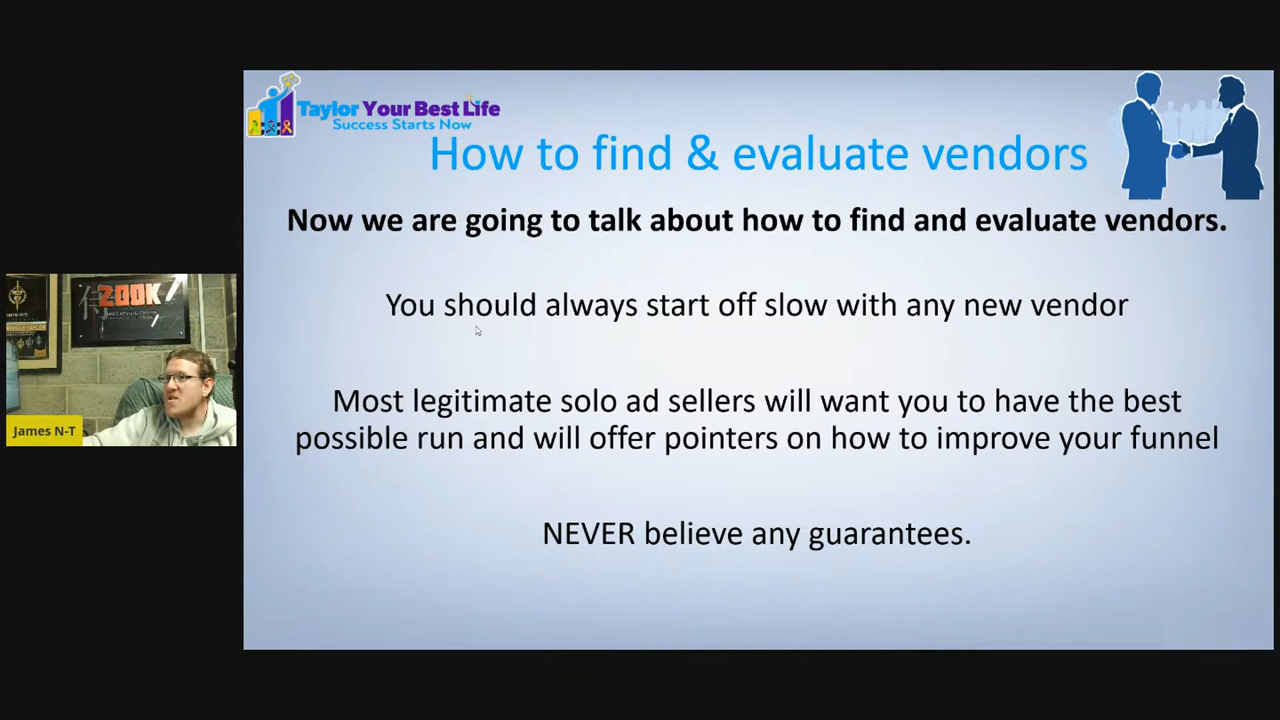 Taylor Your Best Life
Success Starts Now
How to find & evaluate vendors
Now we are going to talk about how to find and evaluate vendors.
You should always start off slow with any new vendor
200K
Most legitimate solo ad sellers will want you to have the best
possible run and will offer pointers on how to improve your funnel
James N-T
NEVER believe any guarantees.